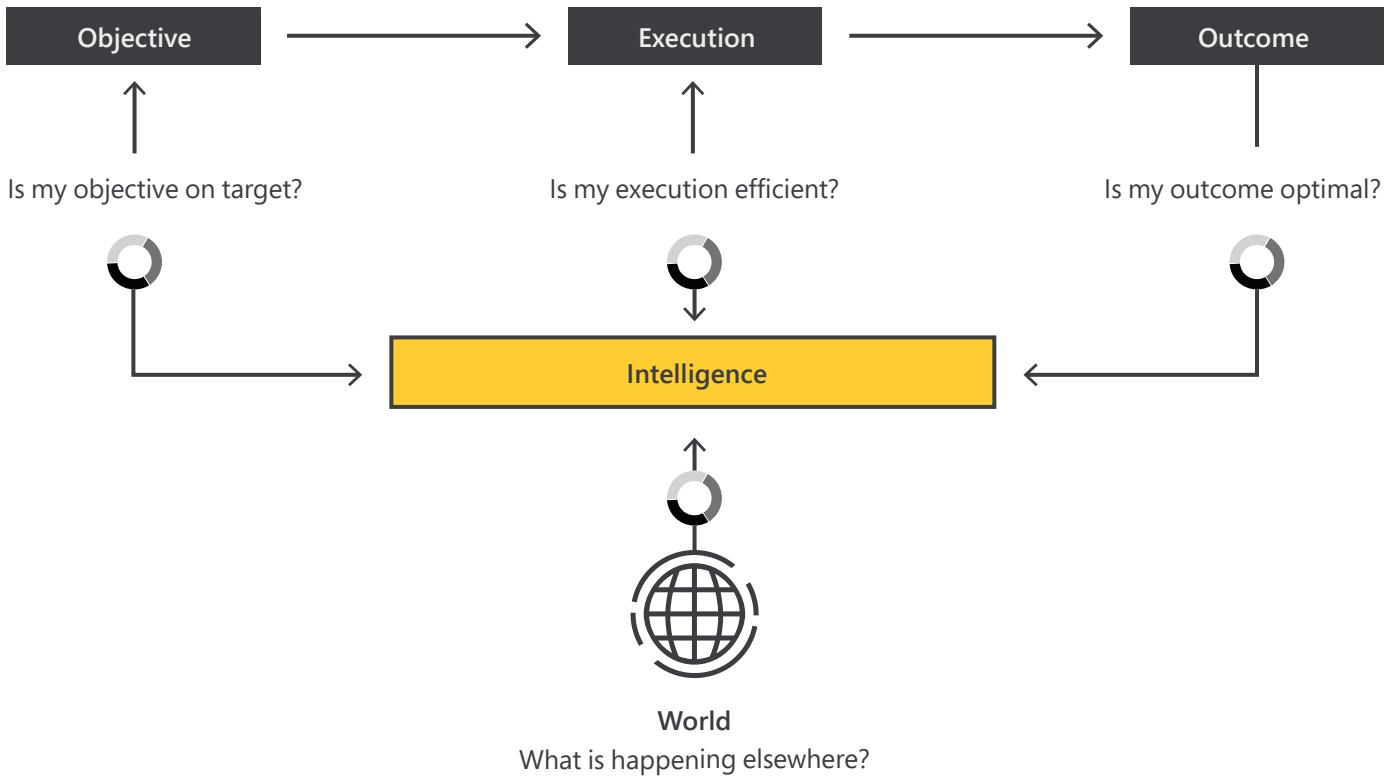 Objective
Execution
Outcome
Is my objective on target?
Is my execution efficient?
Is my outcome optimal?
Intelligence
World
What is happening elsewhere?